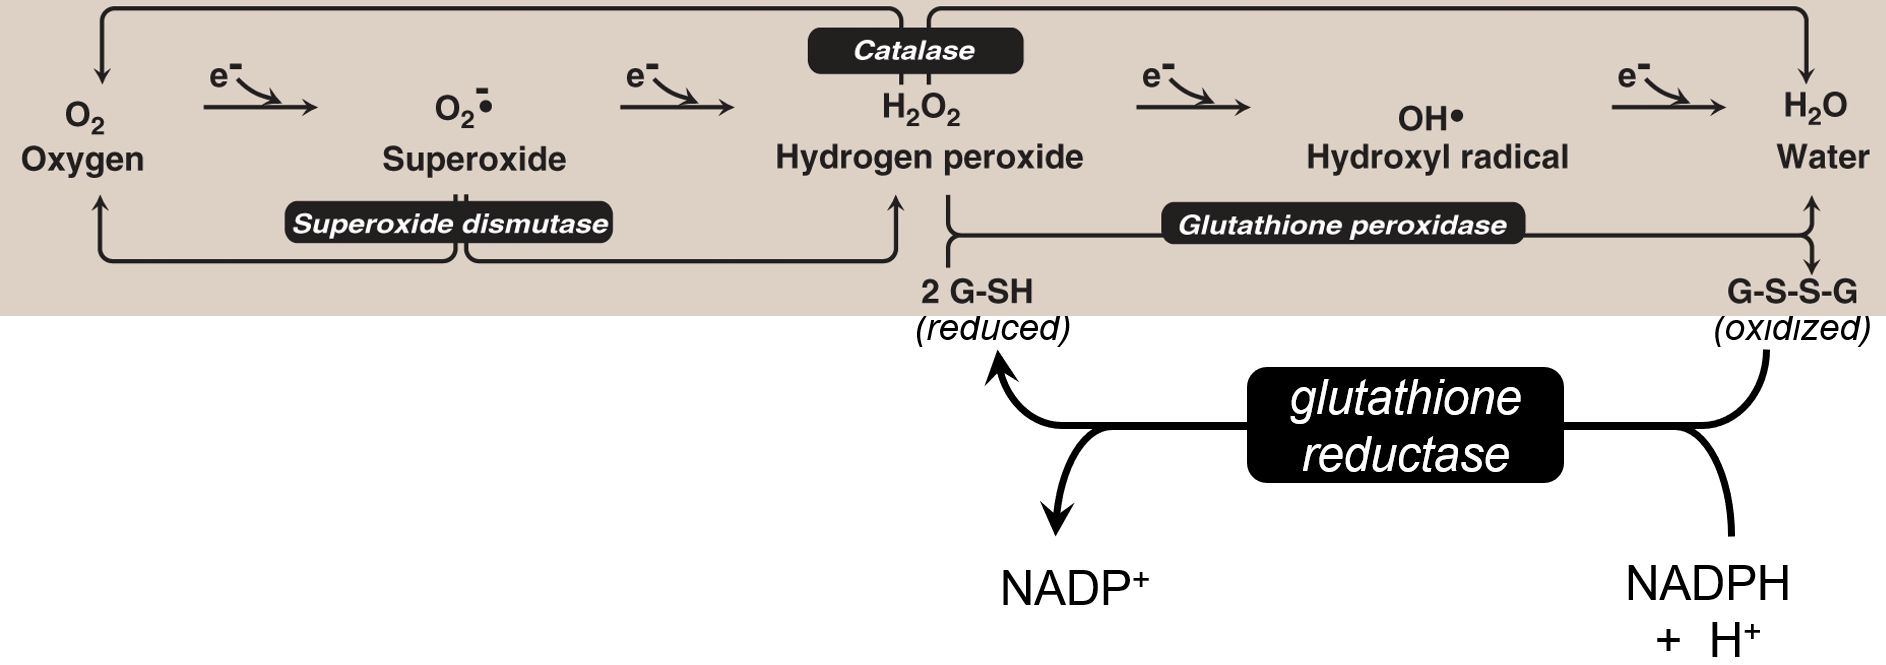 Catalase
e⁻ e⁻ e⁻ e⁻
O₂ O₂⁻• H₂O₂ OH• H₂O
Oxygen Superoxide Hydrogen peroxide Hydroxyl radical Water
Superoxide dismutase Glutathione peroxidase
2 G-SH G-S-S-G
(reduced) (oxidized)
glutathione
reductase
NADP⁺ NADPH
+ H⁺